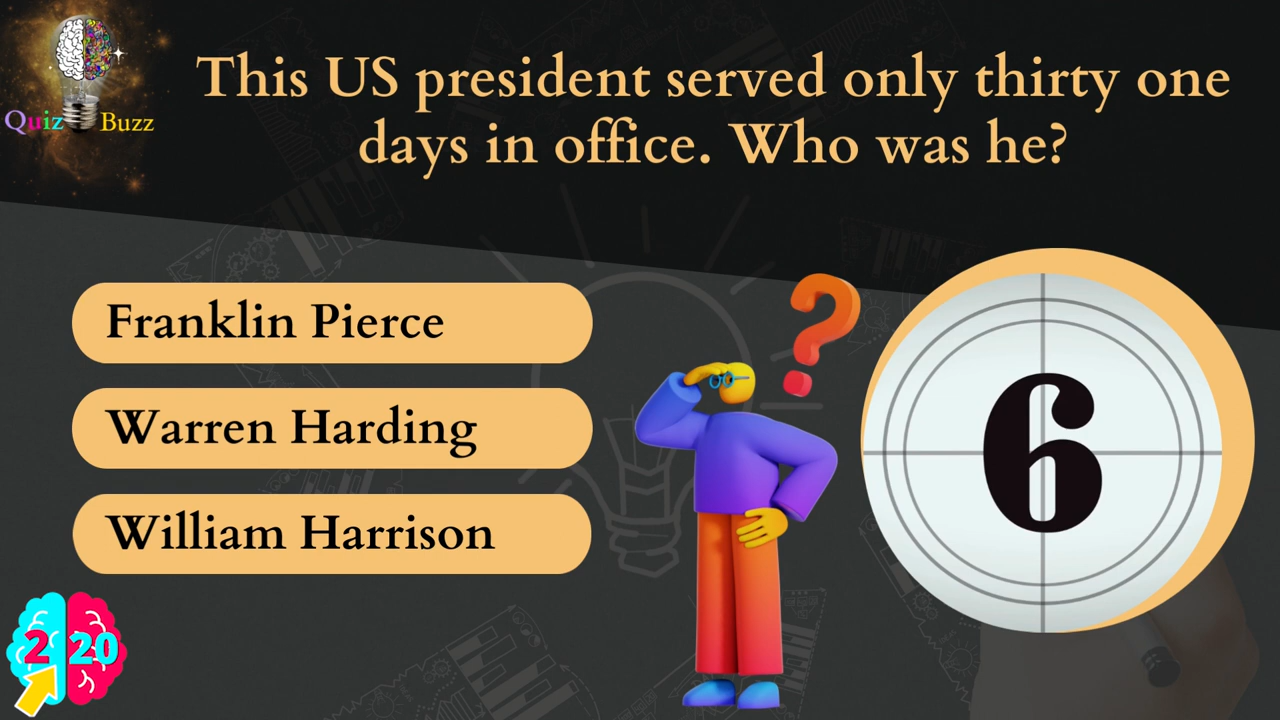 Quiz Buzz
This US president served only thirty one
days in office. Who was he?
Franklin Pierce
Warren Harding
William Harrison
?
6
2 20